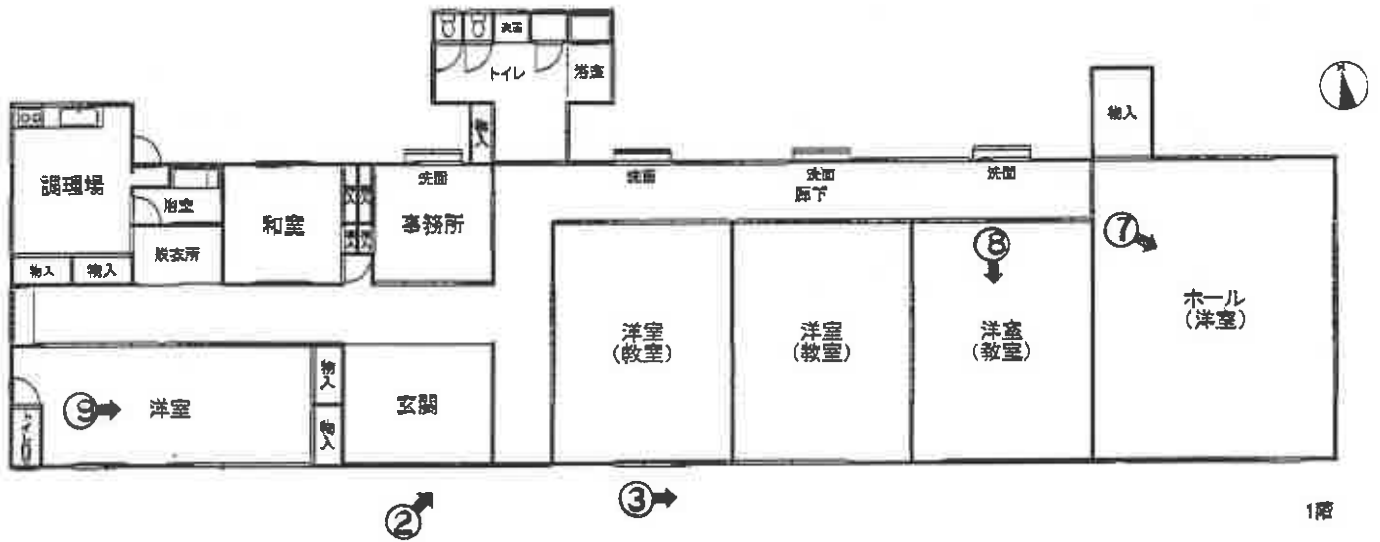 洗面
トイレ
浴室
N
物入
物入
調理場
浴室
脱衣所
物入
物入
和室
洗面
事務所
洗面
洗面
洗面
廊下
⑦
⑧
ホール
(洋室)
洋室
(教室)
洋室
(教室)
洋室
(教室)
⑨
洋室
トイレ
物入
物入
玄関
②
③
1階